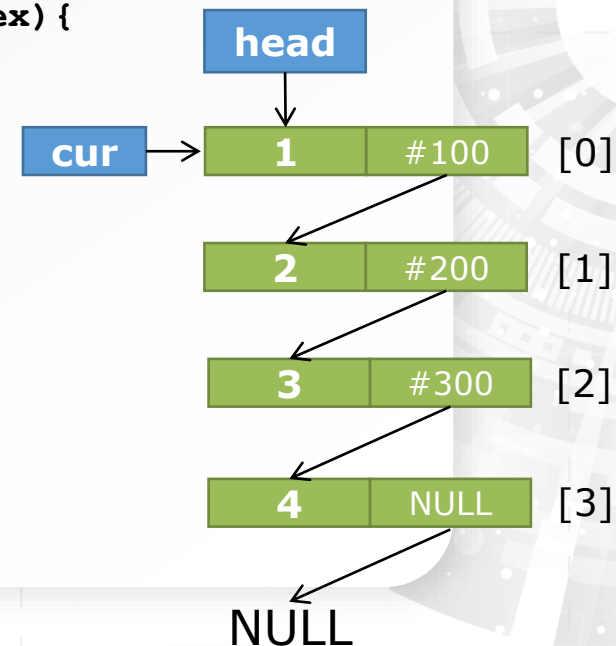 ex){
head
cur
1 #100 [0]
2 #200 [1]
3 #300 [2]
4 NULL [3]
NULL